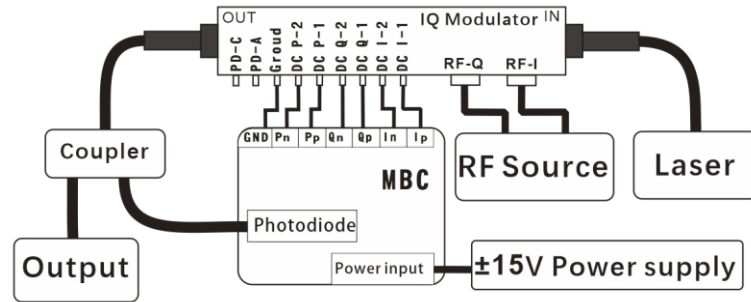 OUT
IQ Modulator
IN
PD-C
PD-A
Groud
DC P-2
DC P-1
DC Q-2
DC Q-1
DC I-2
DC I-1
RF-Q
RF-I
GND
Pn
Pp
Qn
Qp
In
Ip
MBC
Coupler
RF Source
Laser
Photodiode
Output
Power input
±15V Power supply